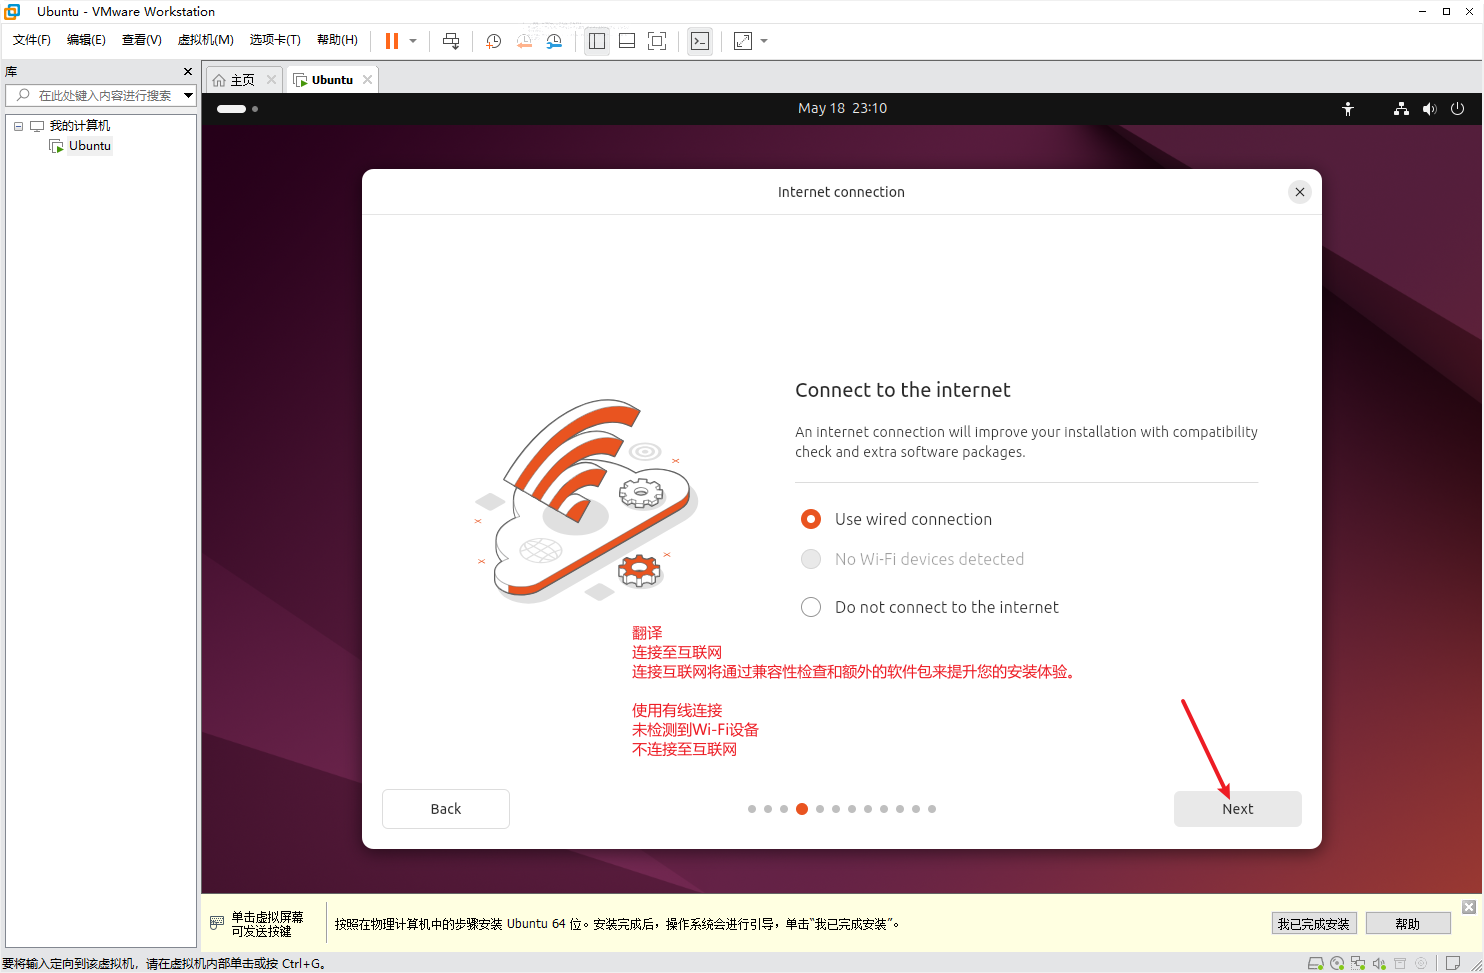 Ubuntu - VMware Workstation
文件(F) 编辑(E) 查看(V) 虚拟机(M) 选项卡(T) 帮助(H)
库
在此处键入内容进行搜索
我的计算机
Ubuntu
主页
Ubuntu
May 18 23:10
Internet connection
Connect to the internet
An internet connection will improve your installation with compatibility
check and extra software packages.
Use wired connection
No Wi-Fi devices detected
Do not connect to the internet
翻译
连接至互联网
连接互联网将通过兼容性检查和额外的软件包来提升您的安装体验。
使用有线连接
未检测到Wi-Fi设备
不连接至互联网
Back
Next
单击虚拟屏幕
可发送按键
按照在物理计算机中的步骤安装 Ubuntu 64 位。安装完成后，操作系统会进行引导，单击“我已完成安装”。
我已完成安装
帮助
要将输入定向到该虚拟机，请在虚拟机内部单击或按 Ctrl+G。